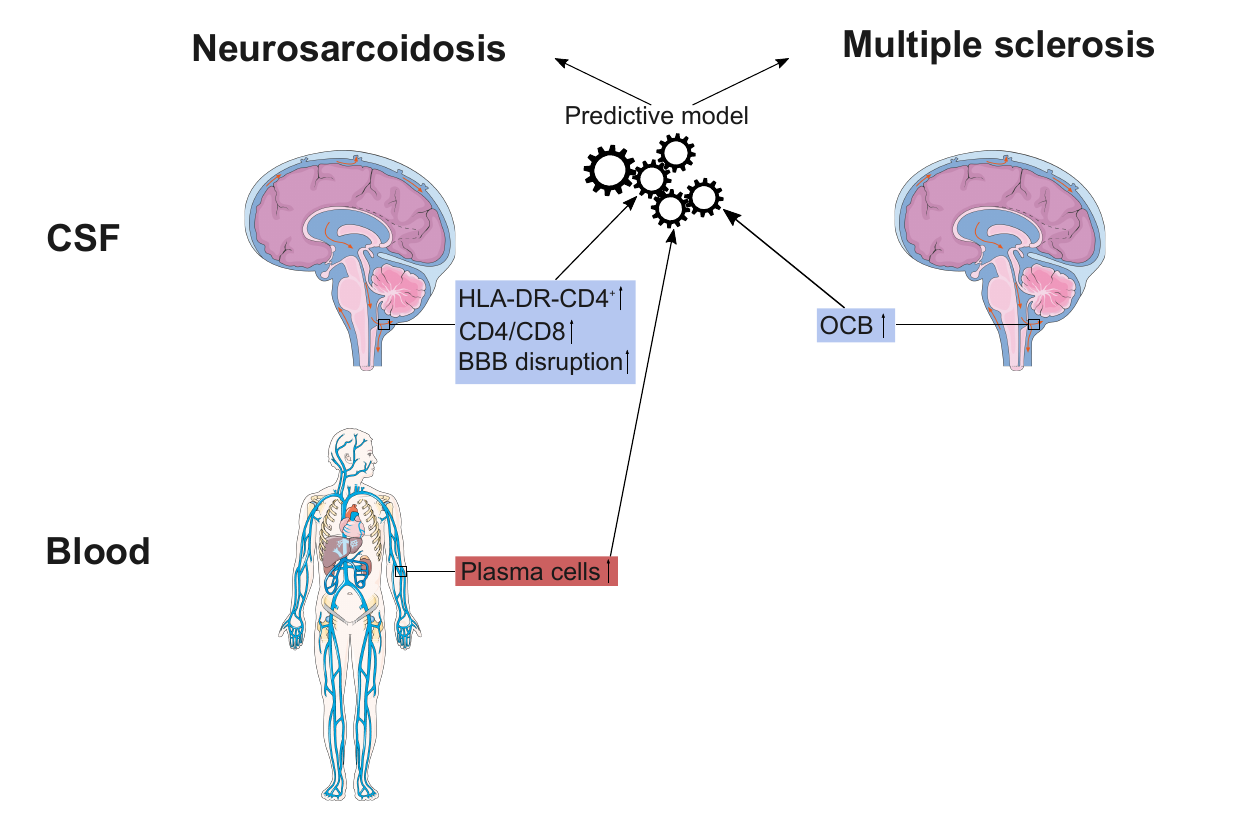 Neurosarcoidosis
Multiple sclerosis
Predictive model
CSF
HLA-DR-CD4⁺↑
CD4/CD8↑
BBB disruption↑
OCB ↑
Blood
Plasma cells↑